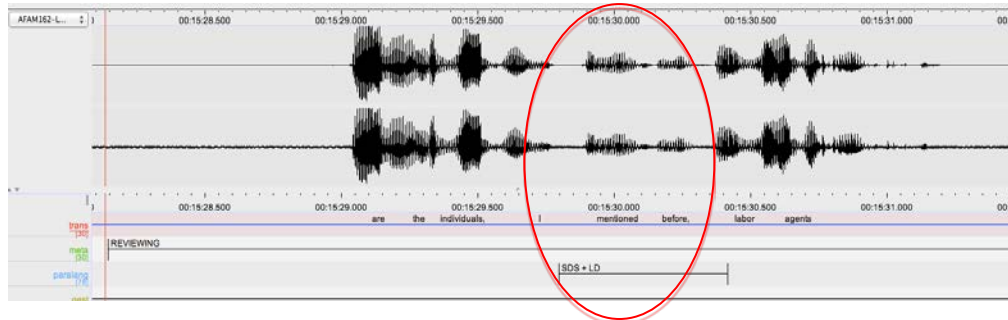 AFAM162-L...
00:15:28.500 00:15:29.000 00:15:29.500 00:15:30.000 00:15:30.500 00:15:31.000
00:15:28.500 00:15:29.000 00:15:29.500 00:15:30.000 00:15:30.500 00:15:31.000
are the individuals, I mentioned before, labor agents
trans
[30]
REVIEWING
meta
[30]
SDS + LD
paralang